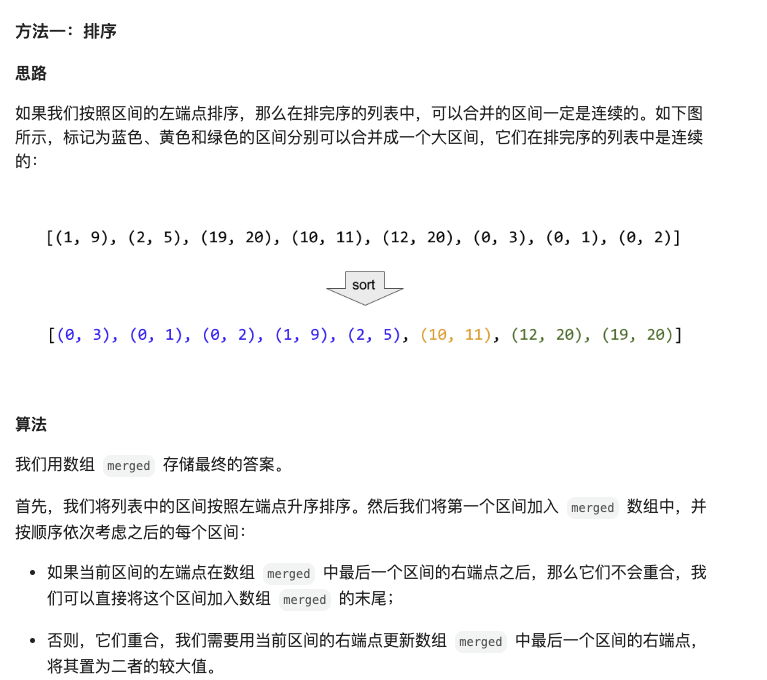 方法一：排序
思路
如果我们按照区间的左端点排序，那么在排完序的列表中，可以合并的区间一定是连续的。如下图
所示，标记为蓝色、黄色和绿色的区间分别可以合并成一个大区间，它们在排完序的列表中是连续
的：
[(1, 9), (2, 5), (19, 20), (10, 11), (12, 20), (0, 3), (0, 1), (0, 2)]
sort
[(0, 3), (0, 1), (0, 2), (1, 9), (2, 5), (10, 11), (12, 20), (19, 20)]
算法
我们用数组 merged 存储最终的答案。
首先，我们将列表中的区间按照左端点升序排序。然后我们将第一个区间加入 merged 数组中，并
按顺序依次考虑之后的每个区间：
• 如果当前区间的左端点在数组 merged 中最后一个区间的右端点之后，那么它们不会重合，我
们可以直接将这个区间加入数组 merged 的末尾；
• 否则，它们重合，我们需要用当前区间的右端点更新数组 merged 中最后一个区间的右端点，
将其置为二者的较大值。